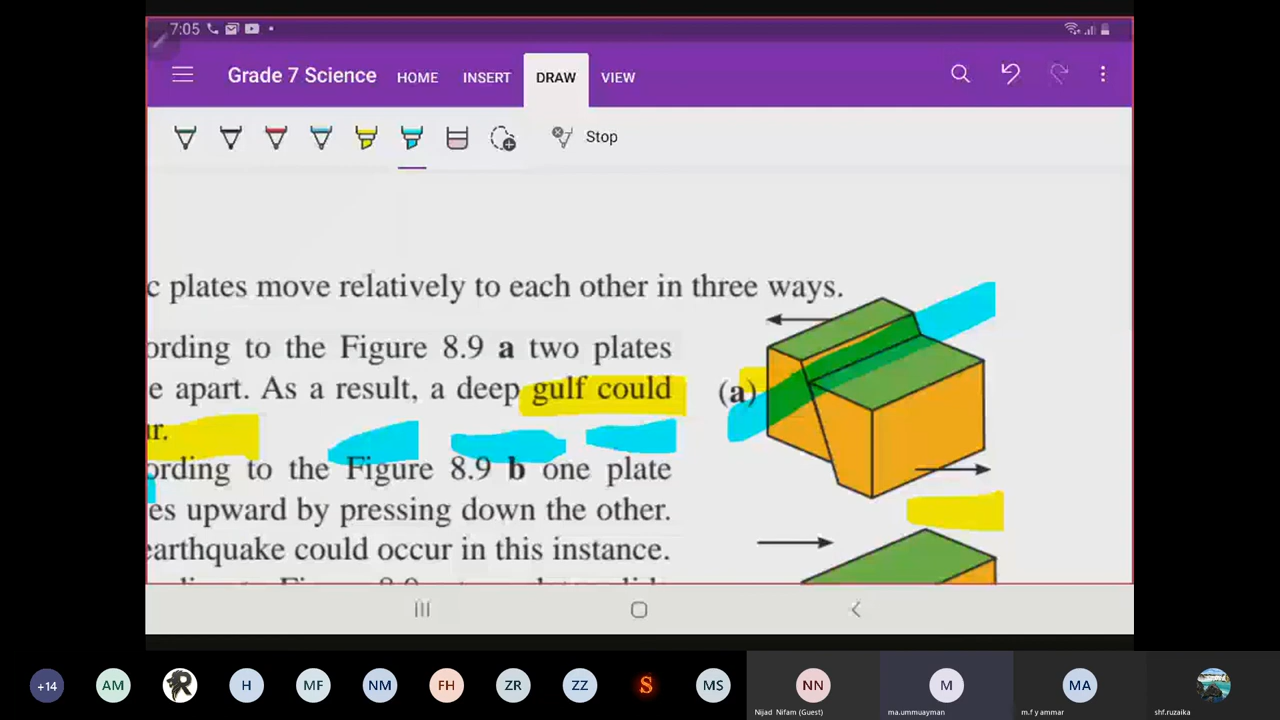 7:05
Grade 7 Science HOME INSERT DRAW VIEW
Stop
c plates move relatively to each other in three ways.
ording to the Figure 8.9 a two plates
e apart. As a result, a deep gulf could
ur.
(a)
ording to the Figure 8.9 b one plate
es upward by pressing down the other.
earthquake could occur in this instance.
+14 AM R H MF NM FH ZR ZZ S MS NN M MA
Nijad Nifam (Guest) ma.ummuayman m.f y ammar shf.ruzaika